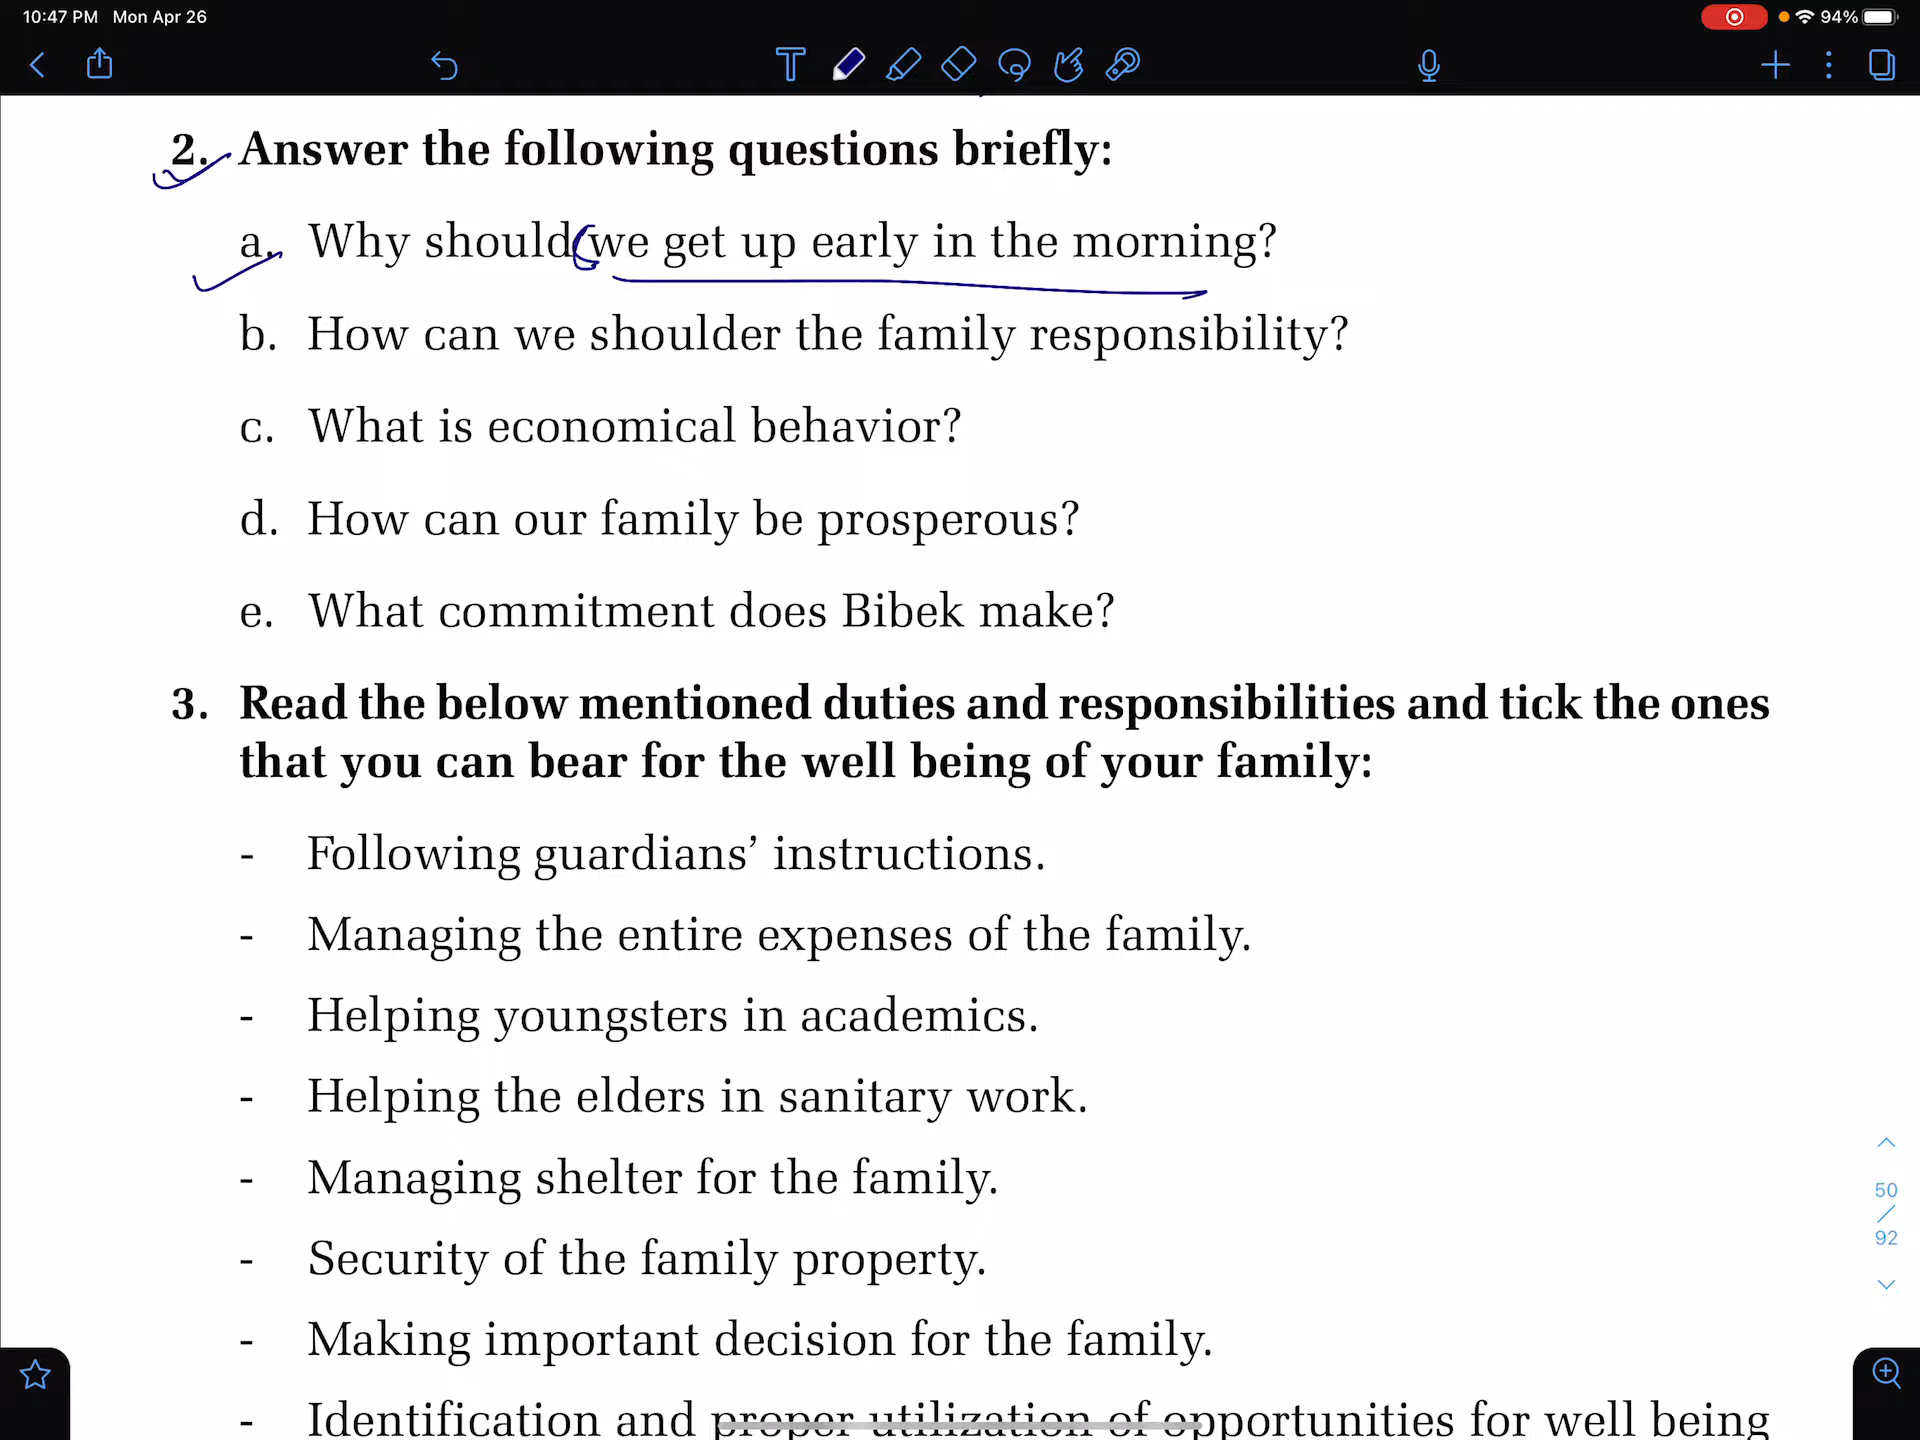 10:47 PM Mon Apr 26
94%
2. Answer the following questions briefly:
a. Why should we get up early in the morning?
b. How can we shoulder the family responsibility?
c. What is economical behavior?
d. How can our family be prosperous?
e. What commitment does Bibek make?
3. Read the below mentioned duties and responsibilities and tick the ones
that you can bear for the well being of your family:
- Following guardians’ instructions.
- Managing the entire expenses of the family.
- Helping youngsters in academics.
- Helping the elders in sanitary work.
- Managing shelter for the family.
- Security of the family property.
- Making important decision for the family.
- Identification and proper utilization of opportunities for well being
50
/
92